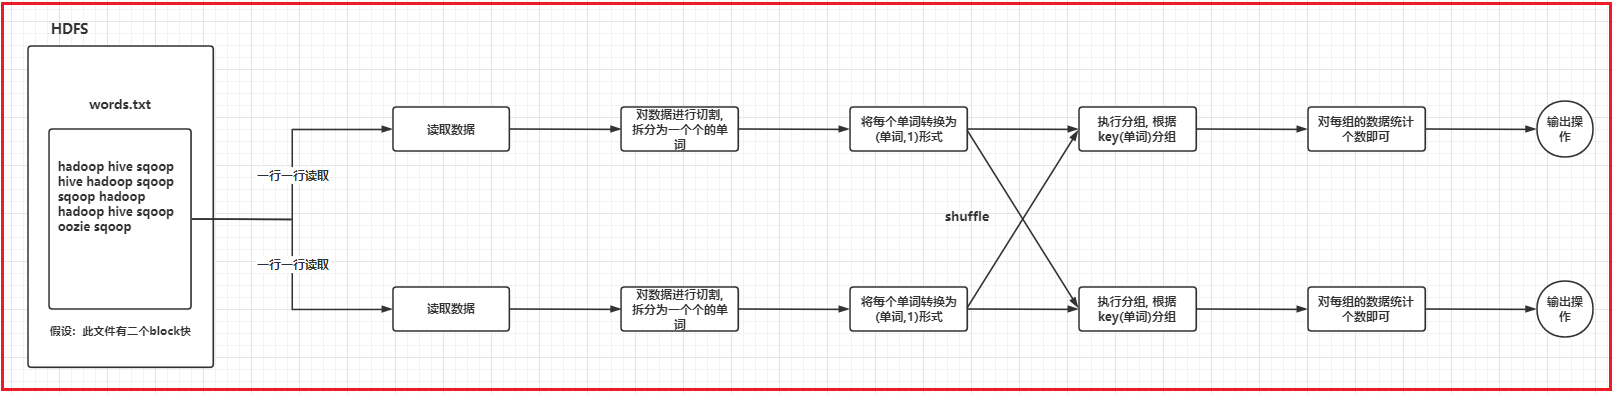 HDFS
words.txt
hadoop hive sqoop
hive hadoop sqoop
sqoop hadoop
hadoop hive sqoop
oozie sqoop
假设：此文件有二个block快
一行一行读取
一行一行读取
读取数据
对数据进行切割,
拆分为一个个的单
词
将每个单词转换为
(单词,1)形式
执行分组, 根据
key(单词)分组
对每组的数据统计
个数即可
输出操
作
shuffle
读取数据
对数据进行切割,
拆分为一个个的单
词
将每个单词转换为
(单词,1)形式
执行分组, 根据
key(单词)分组
对每组的数据统计
个数即可
输出操
作